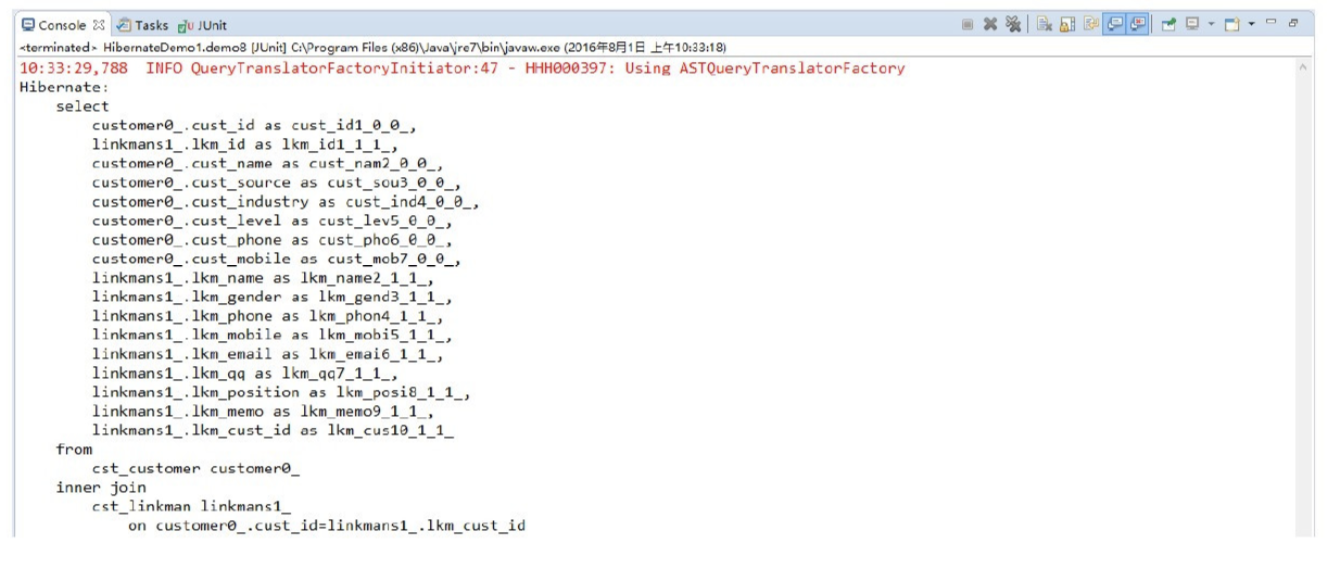 Console Tasks JUnit
<terminated> HibernateDemo1.demo8 [JUnit] C:\Program Files (x86)\Java\jre7\bin\javaw.exe (2016年8月1日 上午10:33:18)
10:33:29,788  INFO QueryTranslatorFactoryInitiator:47 - HHH000397: Using ASTQueryTranslatorFactory
Hibernate:
    select
        customer0_.cust_id as cust_id1_0_0_,
        linkmans1_.lkm_id as lkm_id1_1_1_,
        customer0_.cust_name as cust_nam2_0_0_,
        customer0_.cust_source as cust_sou3_0_0_,
        customer0_.cust_industry as cust_ind4_0_0_,
        customer0_.cust_level as cust_lev5_0_0_,
        customer0_.cust_phone as cust_pho6_0_0_,
        customer0_.cust_mobile as cust_mob7_0_0_,
        linkmans1_.lkm_name as lkm_name2_1_1_,
        linkmans1_.lkm_gender as lkm_gend3_1_1_,
        linkmans1_.lkm_phone as lkm_phon4_1_1_,
        linkmans1_.lkm_mobile as lkm_mobi5_1_1_,
        linkmans1_.lkm_email as lkm_emai6_1_1_,
        linkmans1_.lkm_qq as lkm_qq7_1_1_,
        linkmans1_.lkm_position as lkm_posi8_1_1_,
        linkmans1_.lkm_memo as lkm_memo9_1_1_,
        linkmans1_.lkm_cust_id as lkm_cus10_1_1_
    from
        cst_customer customer0_
    inner join
        cst_linkman linkmans1_
            on customer0_.cust_id=linkmans1_.lkm_cust_id